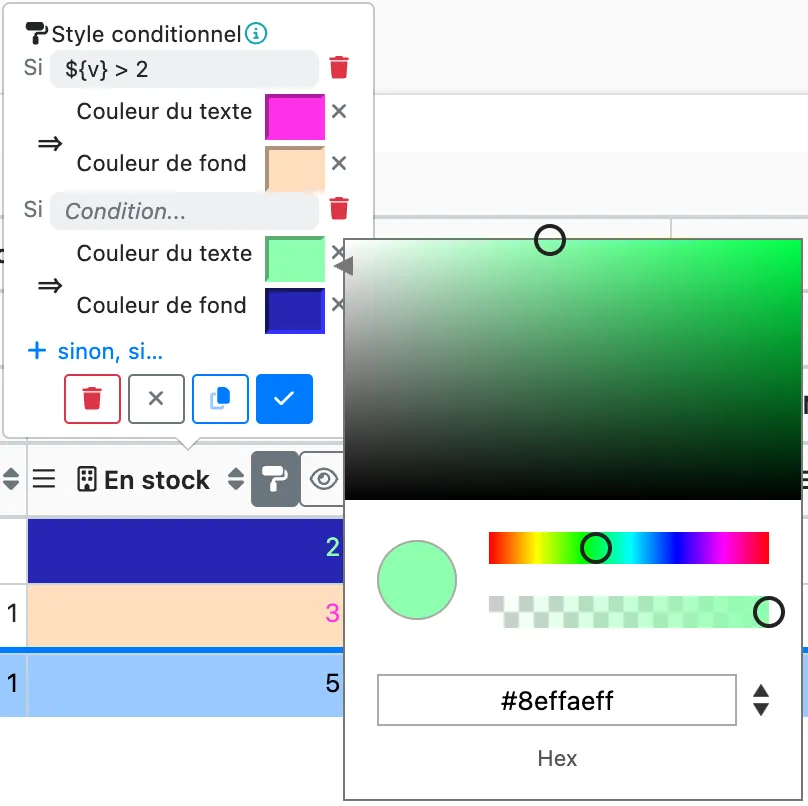 Style conditionnel
Si ${v} > 2
Couleur du texte
⇒
Couleur de fond
Si Condition...
Couleur du texte
⇒
Couleur de fond
+ sinon, si...
En stock
2
1 3
1 5
#8effaeff
Hex